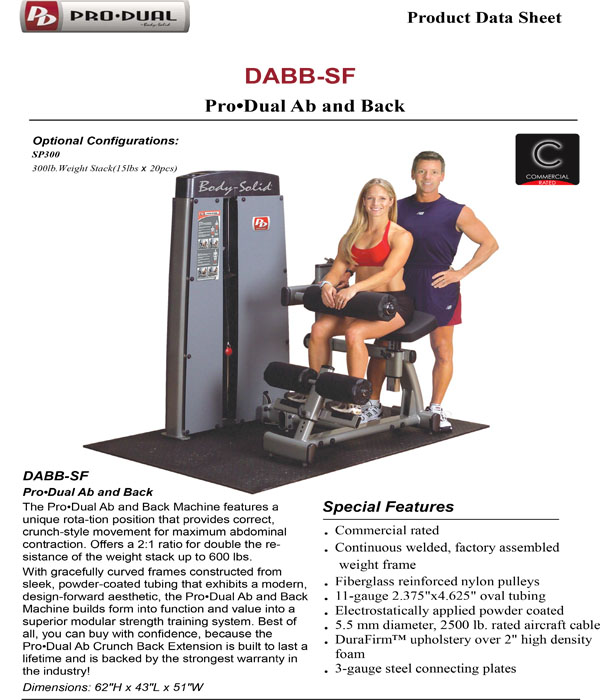 PD PRO•DUAL
by Body-Solid
Product Data Sheet
DABB-SF
Pro•Dual Ab and Back
Optional Configurations:
SP300
300lb.Weight Stack(15lbs x 20pcs)
C
COMMERCIAL
RATED
Body-Solid
PD
DABB-SF
Pro•Dual Ab and Back
The Pro•Dual Ab and Back Machine features a
unique rota-tion position that provides correct,
crunch-style movement for maximum abdominal
contraction. Offers a 2:1 ratio for double the re-
sistance of the weight stack up to 600 lbs.
With gracefully curved frames constructed from
sleek, powder-coated tubing that exhibits a modern,
design-forward aesthetic, the Pro•Dual Ab and Back
Machine builds form into function and value into a
superior modular strength training system. Best of
all, you can buy with confidence, because the
Pro•Dual Ab Crunch Back Extension is built to last a
lifetime and is backed by the strongest warranty in
the industry!
Dimensions: 62"H x 43"L x 51"W
Special Features
. Commercial rated
. Continuous welded, factory assembled
weight frame
. Fiberglass reinforced nylon pulleys
. 11-gauge 2.375"x4.625" oval tubing
. Electrostatically applied powder coated
. 5.5 mm diameter, 2500 lb. rated aircraft cable
. DuraFirm™ upholstery over 2" high density
foam
. 3-gauge steel connecting plates